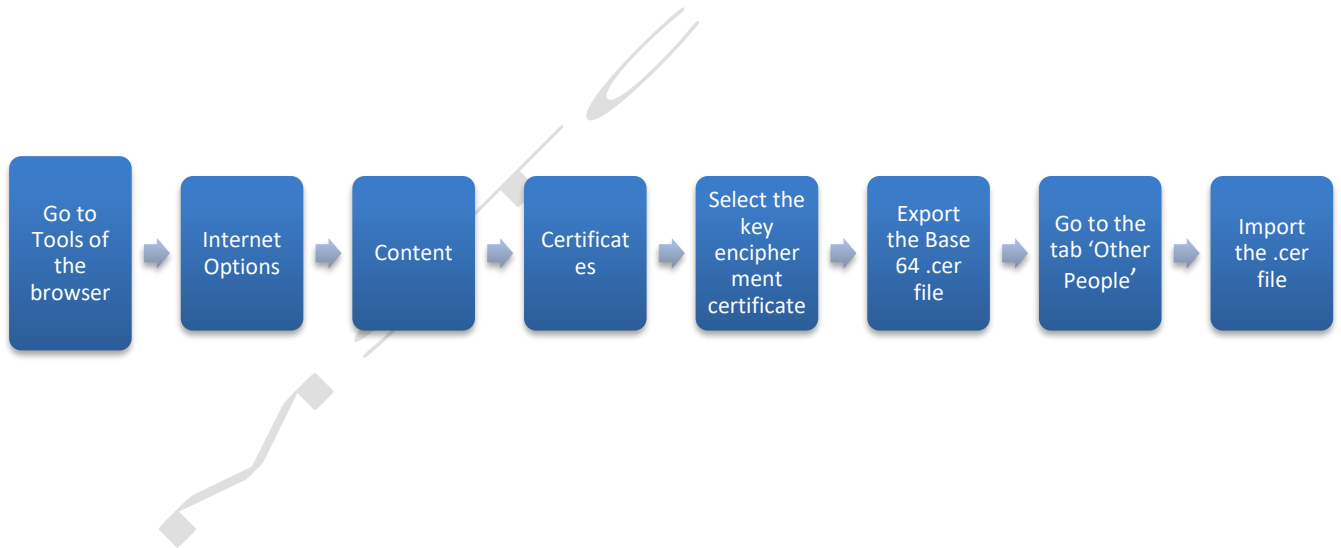 Go to
Tools of
the
browser
Internet
Options
Content
Certificat
es
Select the
key
encipher
ment
certificate
Export
the Base
64 .cer
file
Go to the
tab ‘Other
People’
Import
the .cer
file